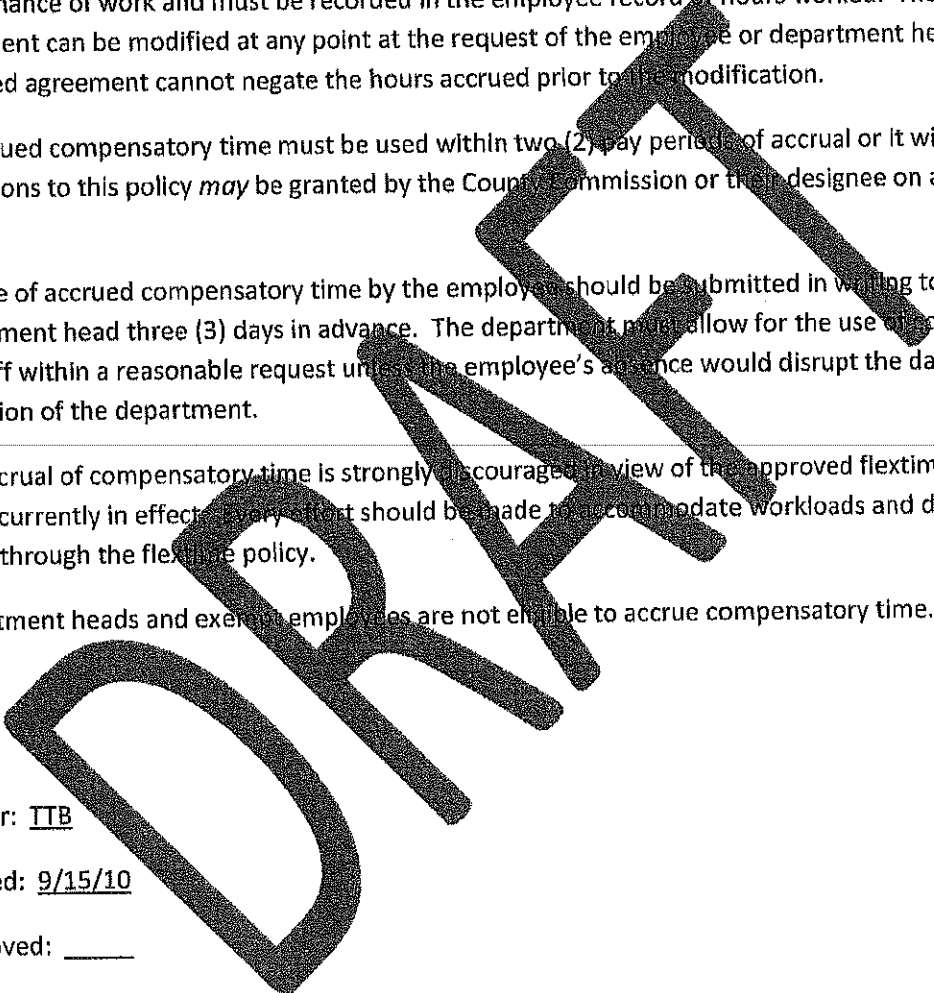 nance of work and must be recorded in the employee record of hours worked. The
ent can be modified at any point at the request of the employee or department he
ed agreement cannot negate the hours accrued prior to the modification.
ued compensatory time must be used within two (2) pay periods of accrual or it wi
ons to this policy may be granted by the County Commission or their designee on a
e of accrued compensatory time by the employee should be submitted in writing to
ment head three (3) days in advance. The department must allow for the use of
ff within a reasonable request unless the employee's absence would disrupt the da
ion of the department.
crual of compensatory time is strongly discouraged in view of the approved flextim
currently in effect. Every effort should be made to accommodate workloads and d
through the flextime policy.
tment heads and exempt employees are not eligible to accrue compensatory time.
r: TTB
ed: 9/15/10
oved: ____
DRAFT